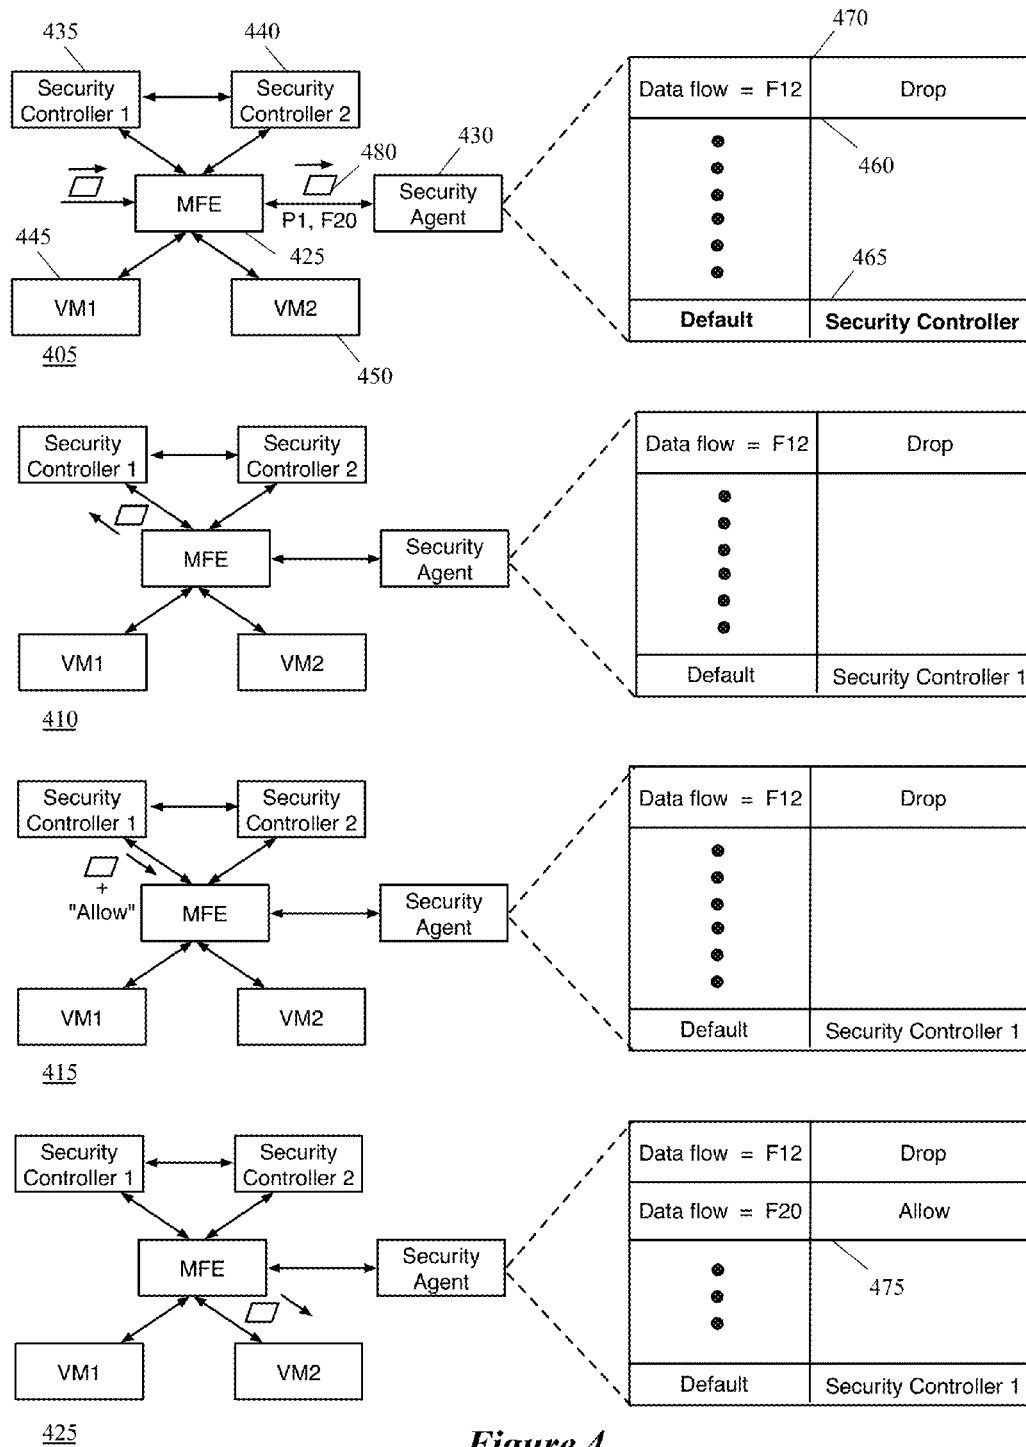 435
440
470
Security
Controller 1
Security
Controller 2
Data flow = F12
Drop
480
430
460
MFE
P1, F20
Security
Agent
445
425
465
VM1
VM2
Default
Security Controller
405
450
Security
Controller 1
Security
Controller 2
Data flow = F12
Drop
MFE
Security
Agent
VM1
VM2
Default
Security Controller 1
410
Security
Controller 1
Security
Controller 2
Data flow = F12
Drop
+
"Allow"
MFE
Security
Agent
VM1
VM2
Default
Security Controller 1
415
Security
Controller 1
Security
Controller 2
Data flow = F12
Drop
Data flow = F20
Allow
MFE
Security
Agent
475
VM1
VM2
Default
Security Controller 1
425
Figure 4